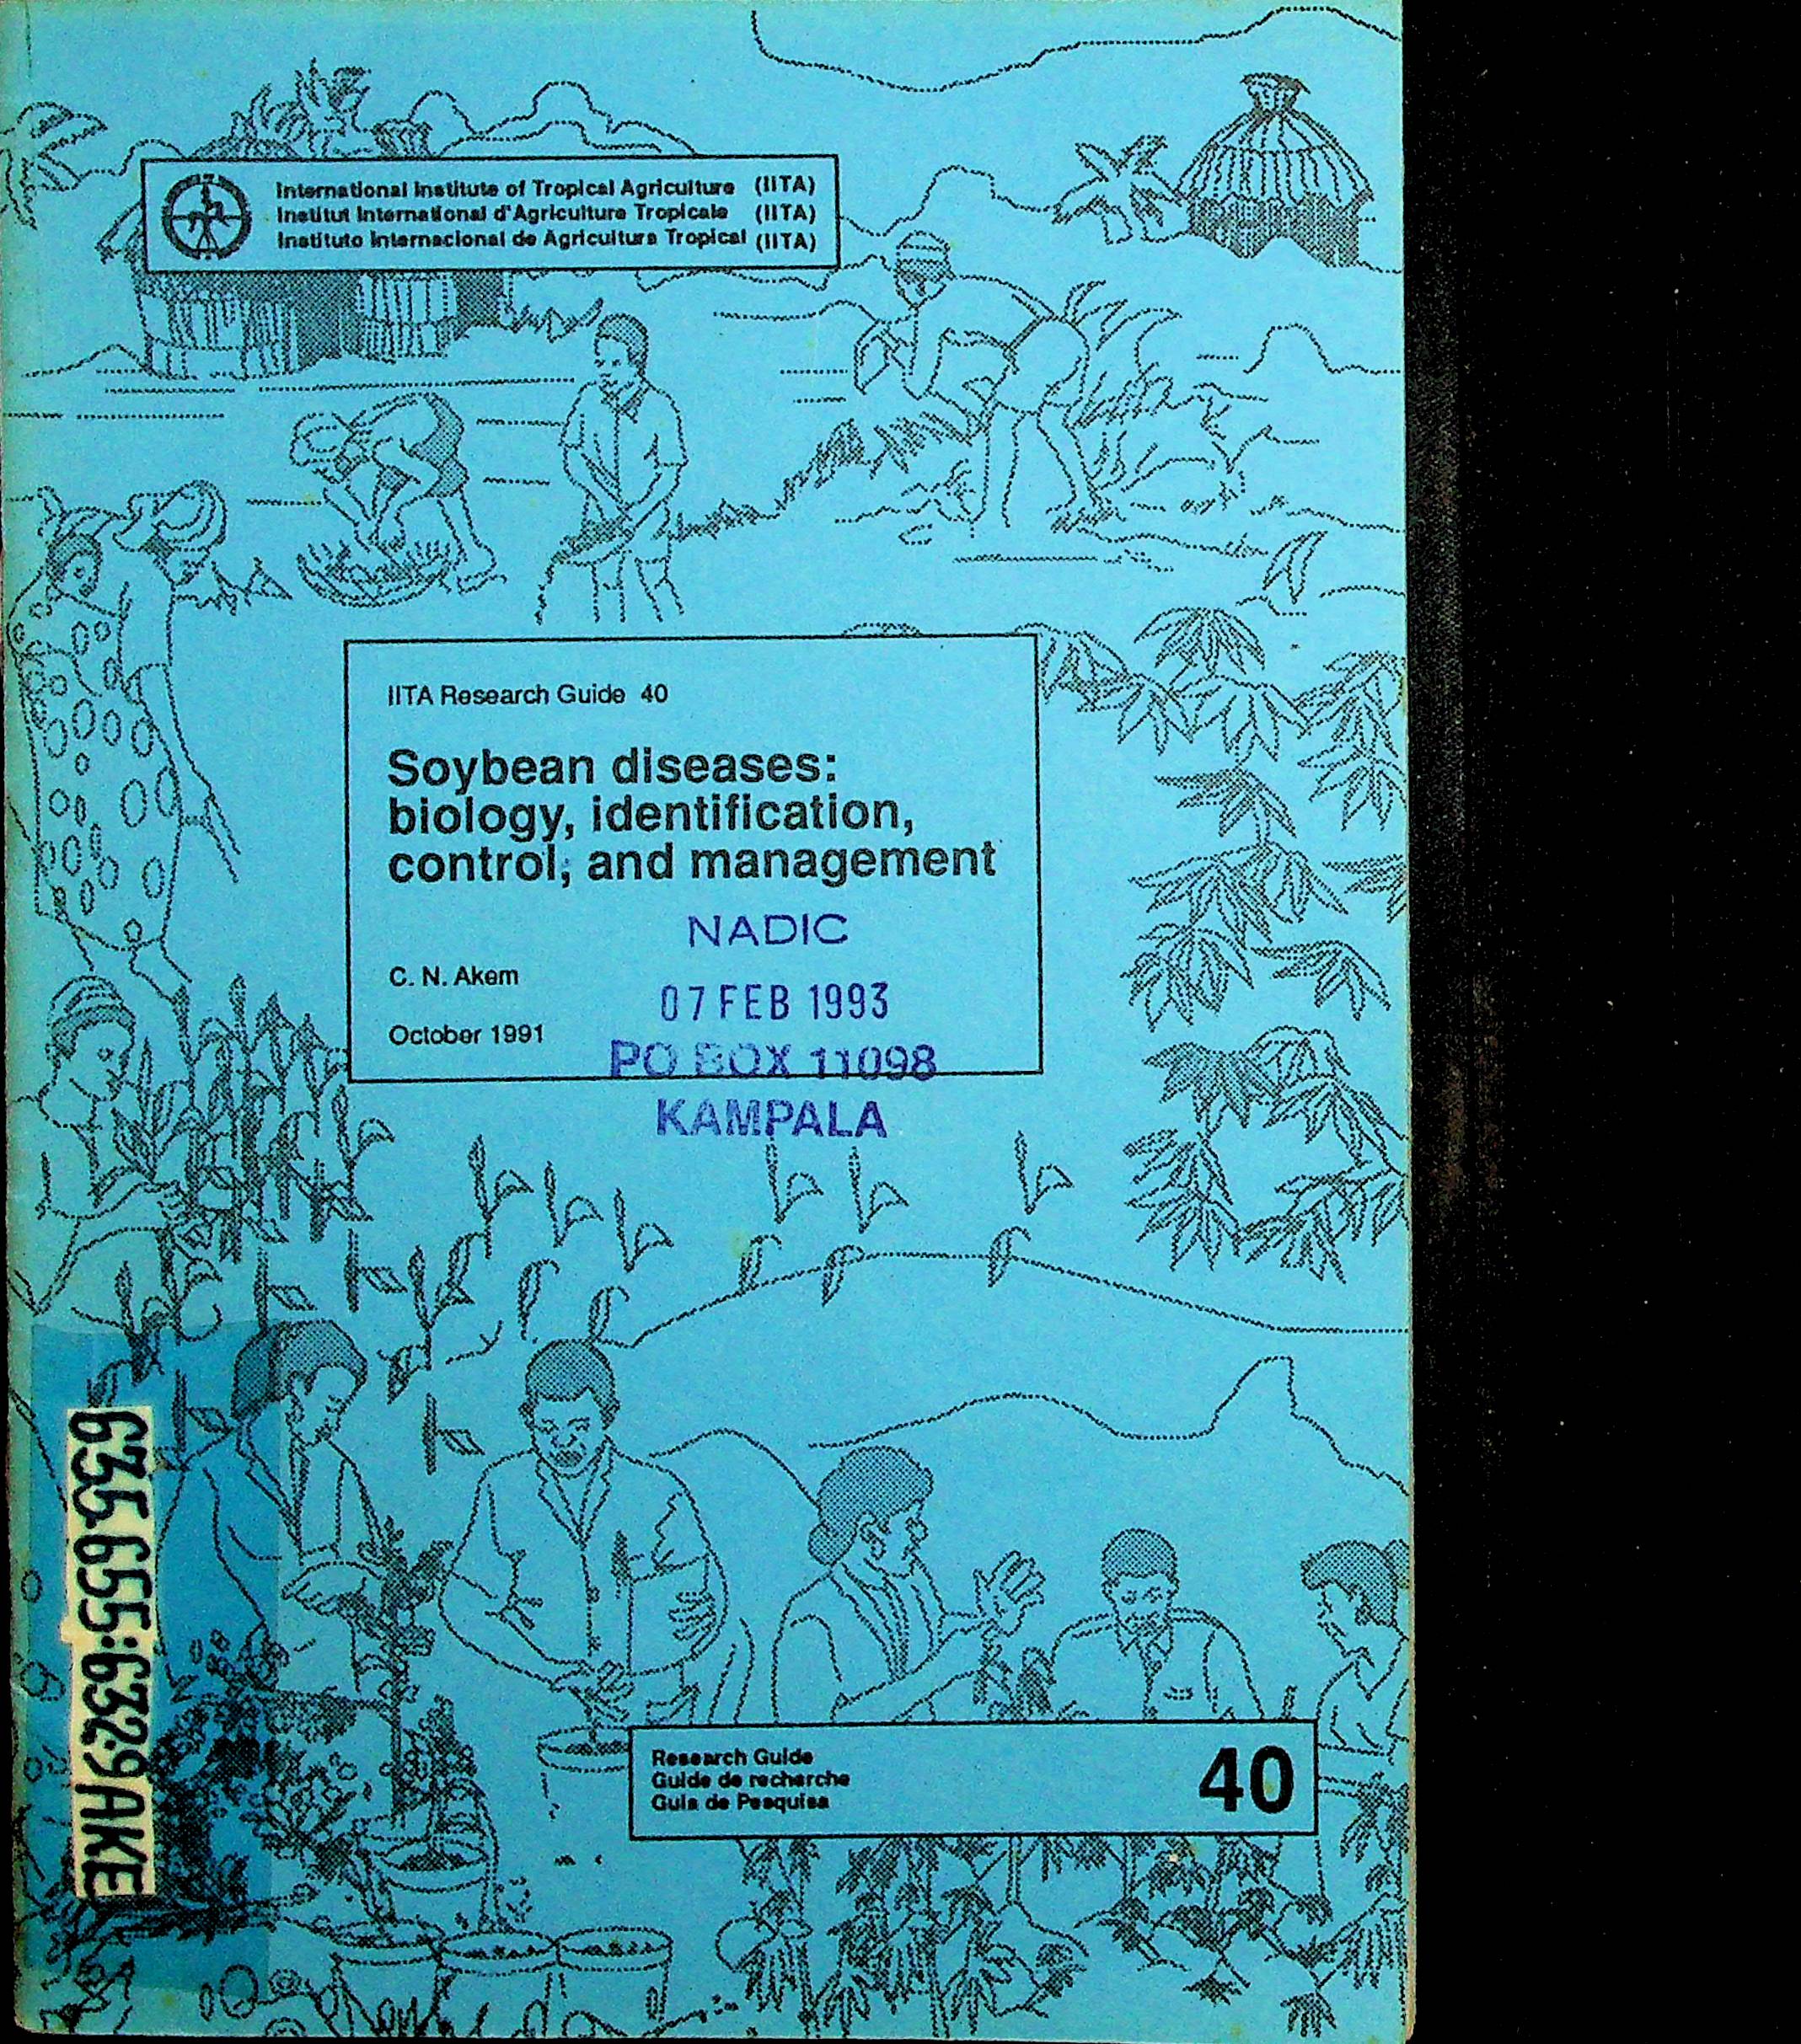 International Institute of Tropical Agriculture (IITA)
Institut International d'Agriculture Tropicale (IITA)
Instituto Internacional de Agricultura Tropical (IITA)
IITA Research Guide 40
Soybean diseases:
biology, identification,
control, and management
NADIC
C. N. Akem
07 FEB 1993
October 1991
PO BOX 11098
KAMPALA
635.655:632.9AKE
Research Guide
Guide de recherche
Guia de Pesquisa
40